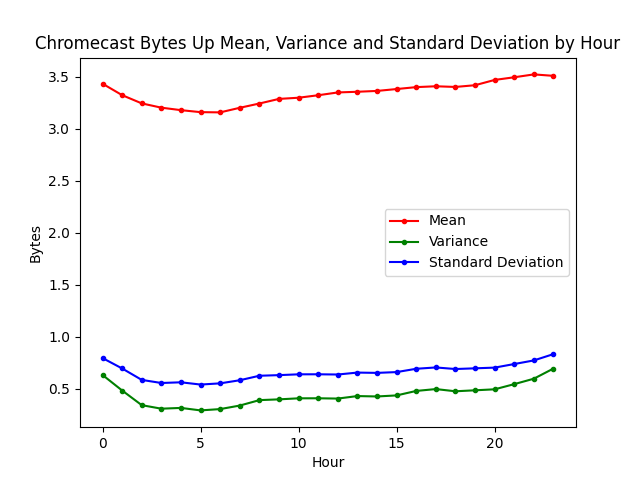 Chromecast Bytes Up Mean, Variance and Standard Deviation by Hour
3.5
3.0
2.5
2.0
1.5
1.0
0.5
Bytes
Mean
Variance
Standard Deviation
0 5 10 15 20
Hour